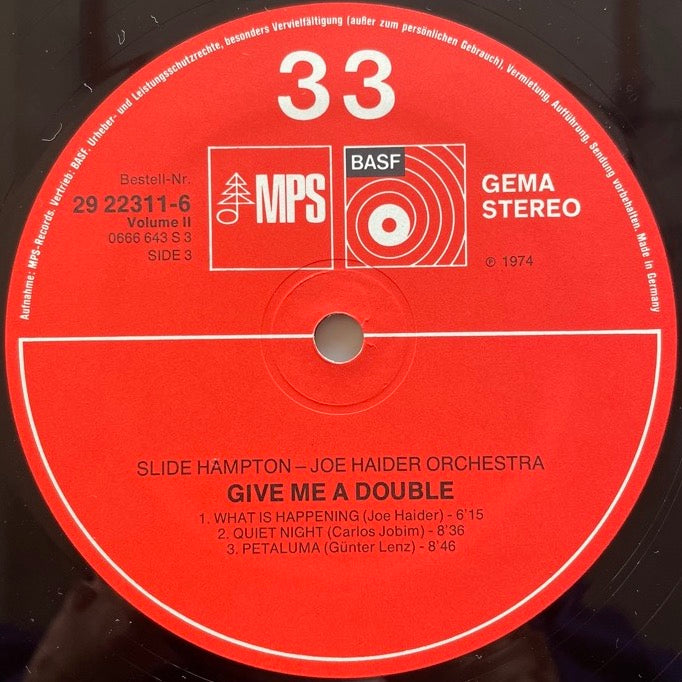 Aufnahme: MPS-Records. Vertrieb: BASF. Urheber- und Leistungsschutzrechte, besonders Vervielfältigung (außer zum persönlichen Gebrauch), Vermietung, Aufführung, Sendung vorbehalten. Made in Germany
33
Bestell-Nr.
29 22311-6
Volume II
0666 643 S 3
SIDE 3
MPS
BASF
GEMA
STEREO
℗ 1974
SLIDE HAMPTON – JOE HAIDER ORCHESTRA
GIVE ME A DOUBLE
1. WHAT IS HAPPENING (Joe Haider) - 6'15
2. QUIET NIGHT (Carlos Jobim) - 8'36
3. PETALUMA (Günter Lenz) - 8'46